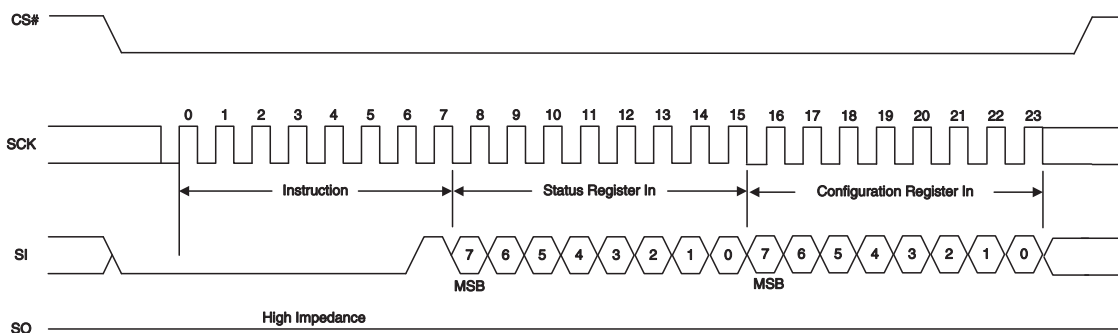 CS#
0 1 2 3 4 5 6 7 8 9 10 11 12 13 14 15 16 17 18 19 20 21 22 23
SCK
Instruction Status Register In Configuration Register In
SI
7 6 5 4 3 2 1 0 7 6 5 4 3 2 1 0
MSB MSB
High Impedance
SO